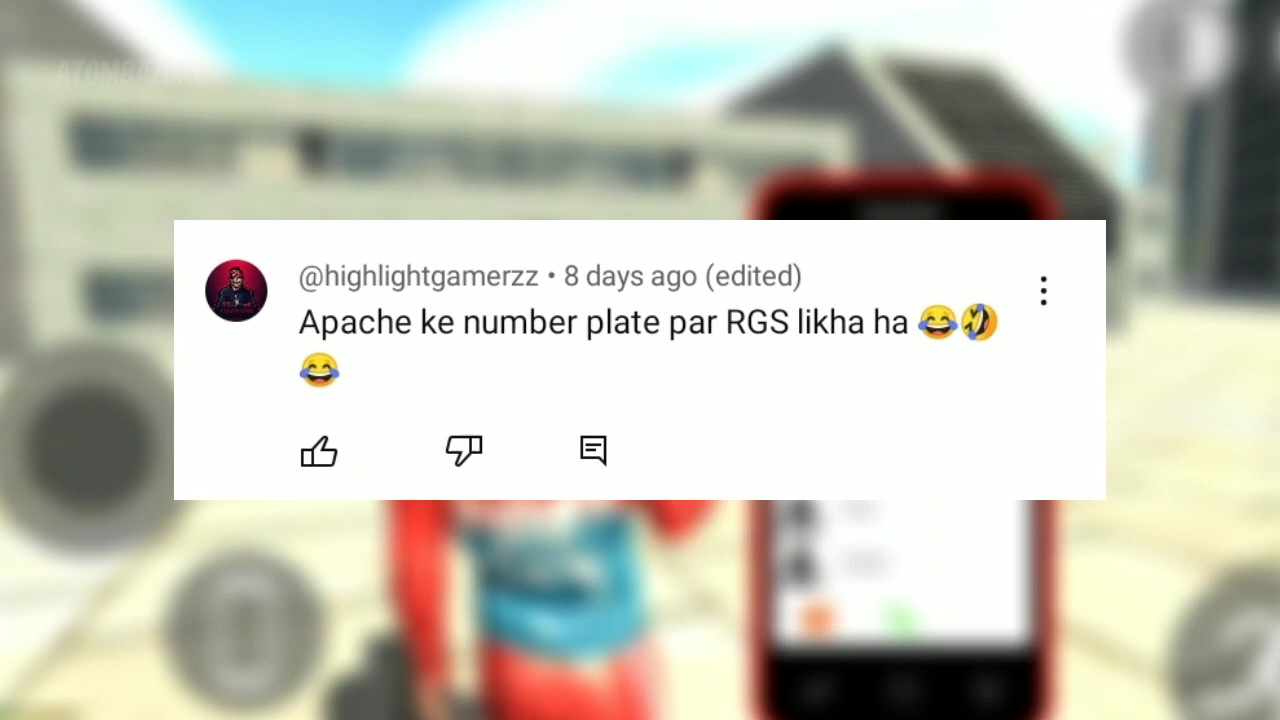 @highlightgamerzz • 8 days ago (edited)
Apache ke number plate par RGS likha ha 😂🤣
😂